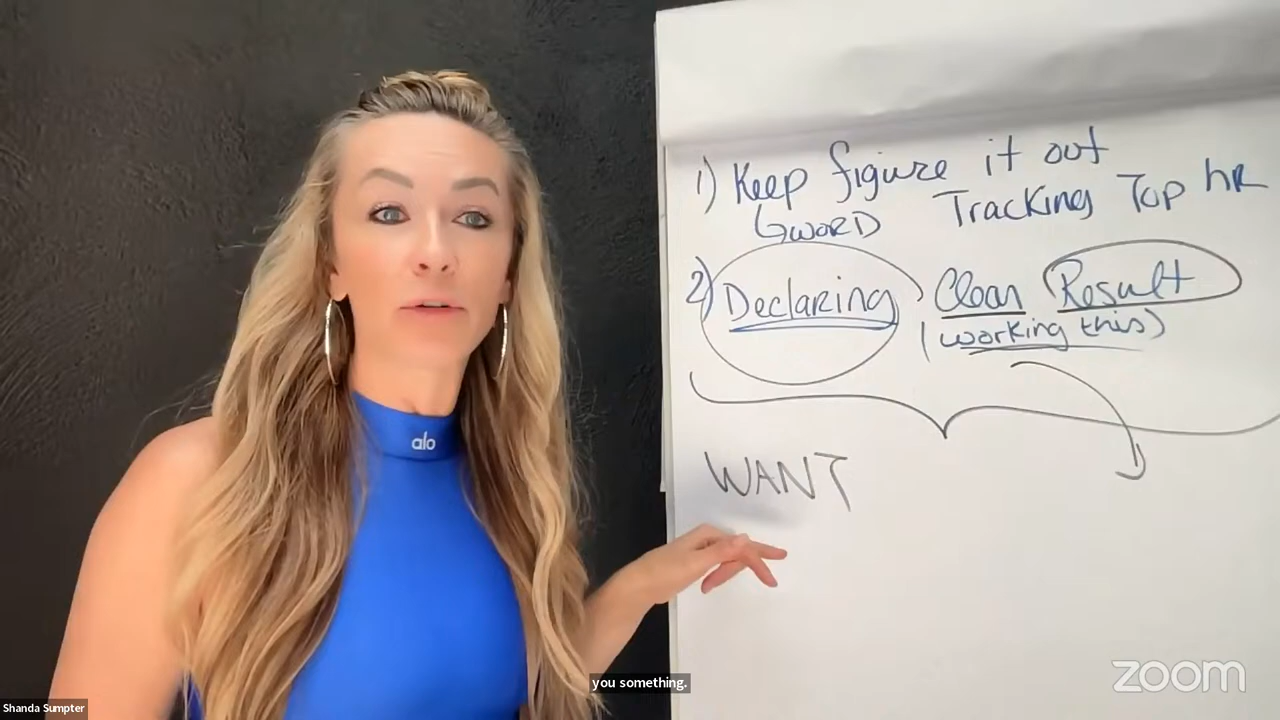 1) Keep figure it out
↳WORD Tracking Top hR
2) Declaring Clear Result
(working this)
WANT
alo
you something.
zoom
Shanda Sumpter